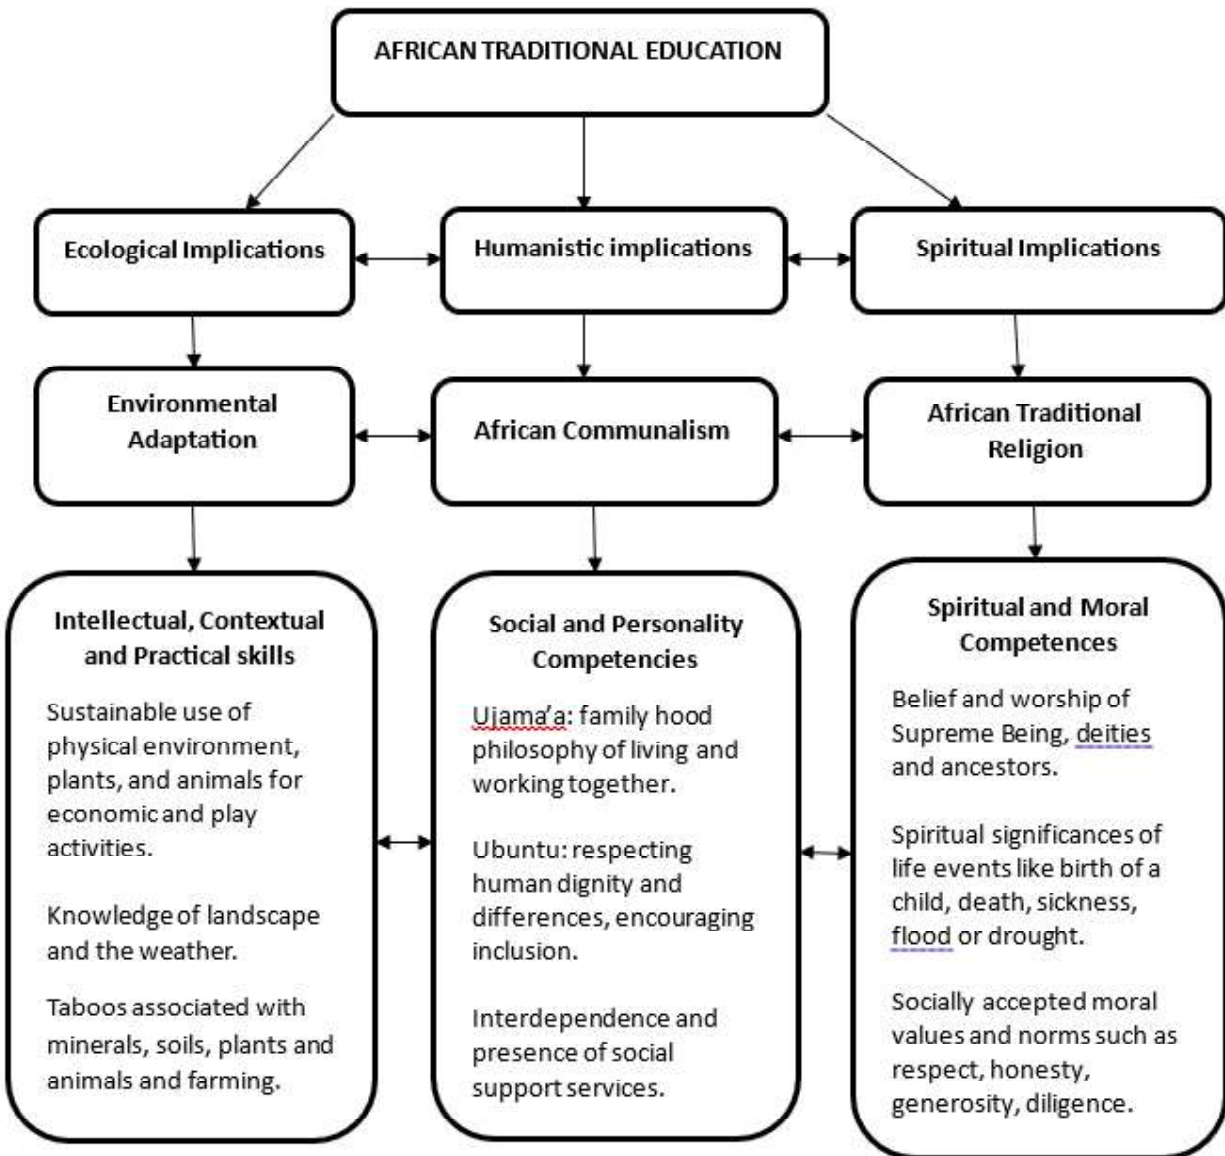 AFRICAN TRADITIONAL EDUCATION
Ecological Implications
Humanistic implications
Spiritual Implications
Environmental
Adaptation
African Communalism
African Traditional
Religion
Intellectual, Contextual
and Practical skills
Sustainable use of
physical environment,
plants, and animals for
economic and play
activities.
Knowledge of landscape
and the weather.
Taboos associated with
minerals, soils, plants and
animals and farming.
Social and Personality
Competencies
Ujama’a: family hood
philosophy of living and
working together.
Ubuntu: respecting
human dignity and
differences, encouraging
inclusion.
Interdependence and
presence of social
support services.
Spiritual and Moral
Competences
Belief and worship of
Supreme Being, deities
and ancestors.
Spiritual significances of
life events like birth of a
child, death, sickness,
flood or drought.
Socially accepted moral
values and norms such as
respect, honesty,
generosity, diligence.